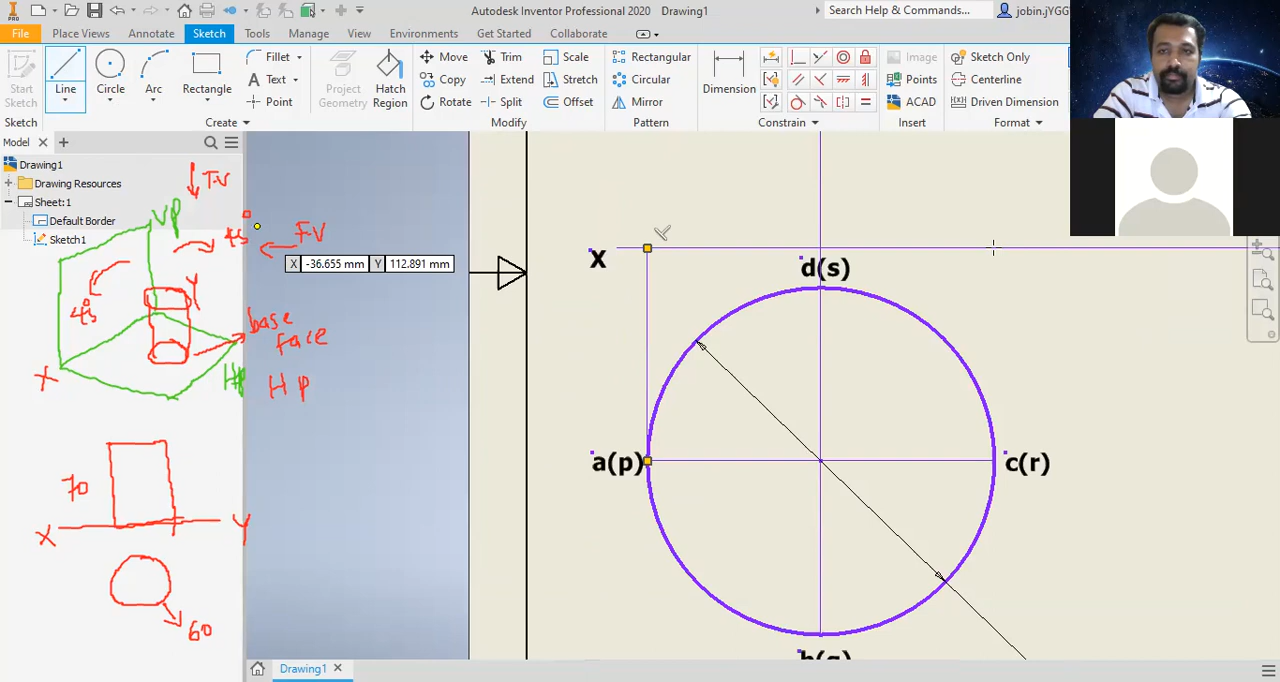 Autodesk Inventor Professional 2020 Drawing1
Search Help & Commands...
jobin.jYGG
PRO
File Place Views Annotate Sketch Tools Manage View Environments Get Started Collaborate
Start Sketch
Line
Circle
Arc
Rectangle
Fillet
Text
Point
Project Geometry
Hatch Region
Move
Copy
Rotate
Trim
Extend
Split
Scale
Stretch
Offset
Rectangular
Circular
Mirror
Dimension
Image
Points
ACAD
Sketch Only
Centerline
Driven Dimension
Sketch Create Modify Pattern Constrain Insert Format
Model
Drawing1
Drawing Resources
Sheet:1
Default Border
Sketch1
T.V
VP
45°
F.V
45°
Y
base
face
X
HP
HP
70
X
Y
60
X -36.655 mm Y 112.891 mm
X
d(s)
a(p)
c(r)
b(q)
Drawing1